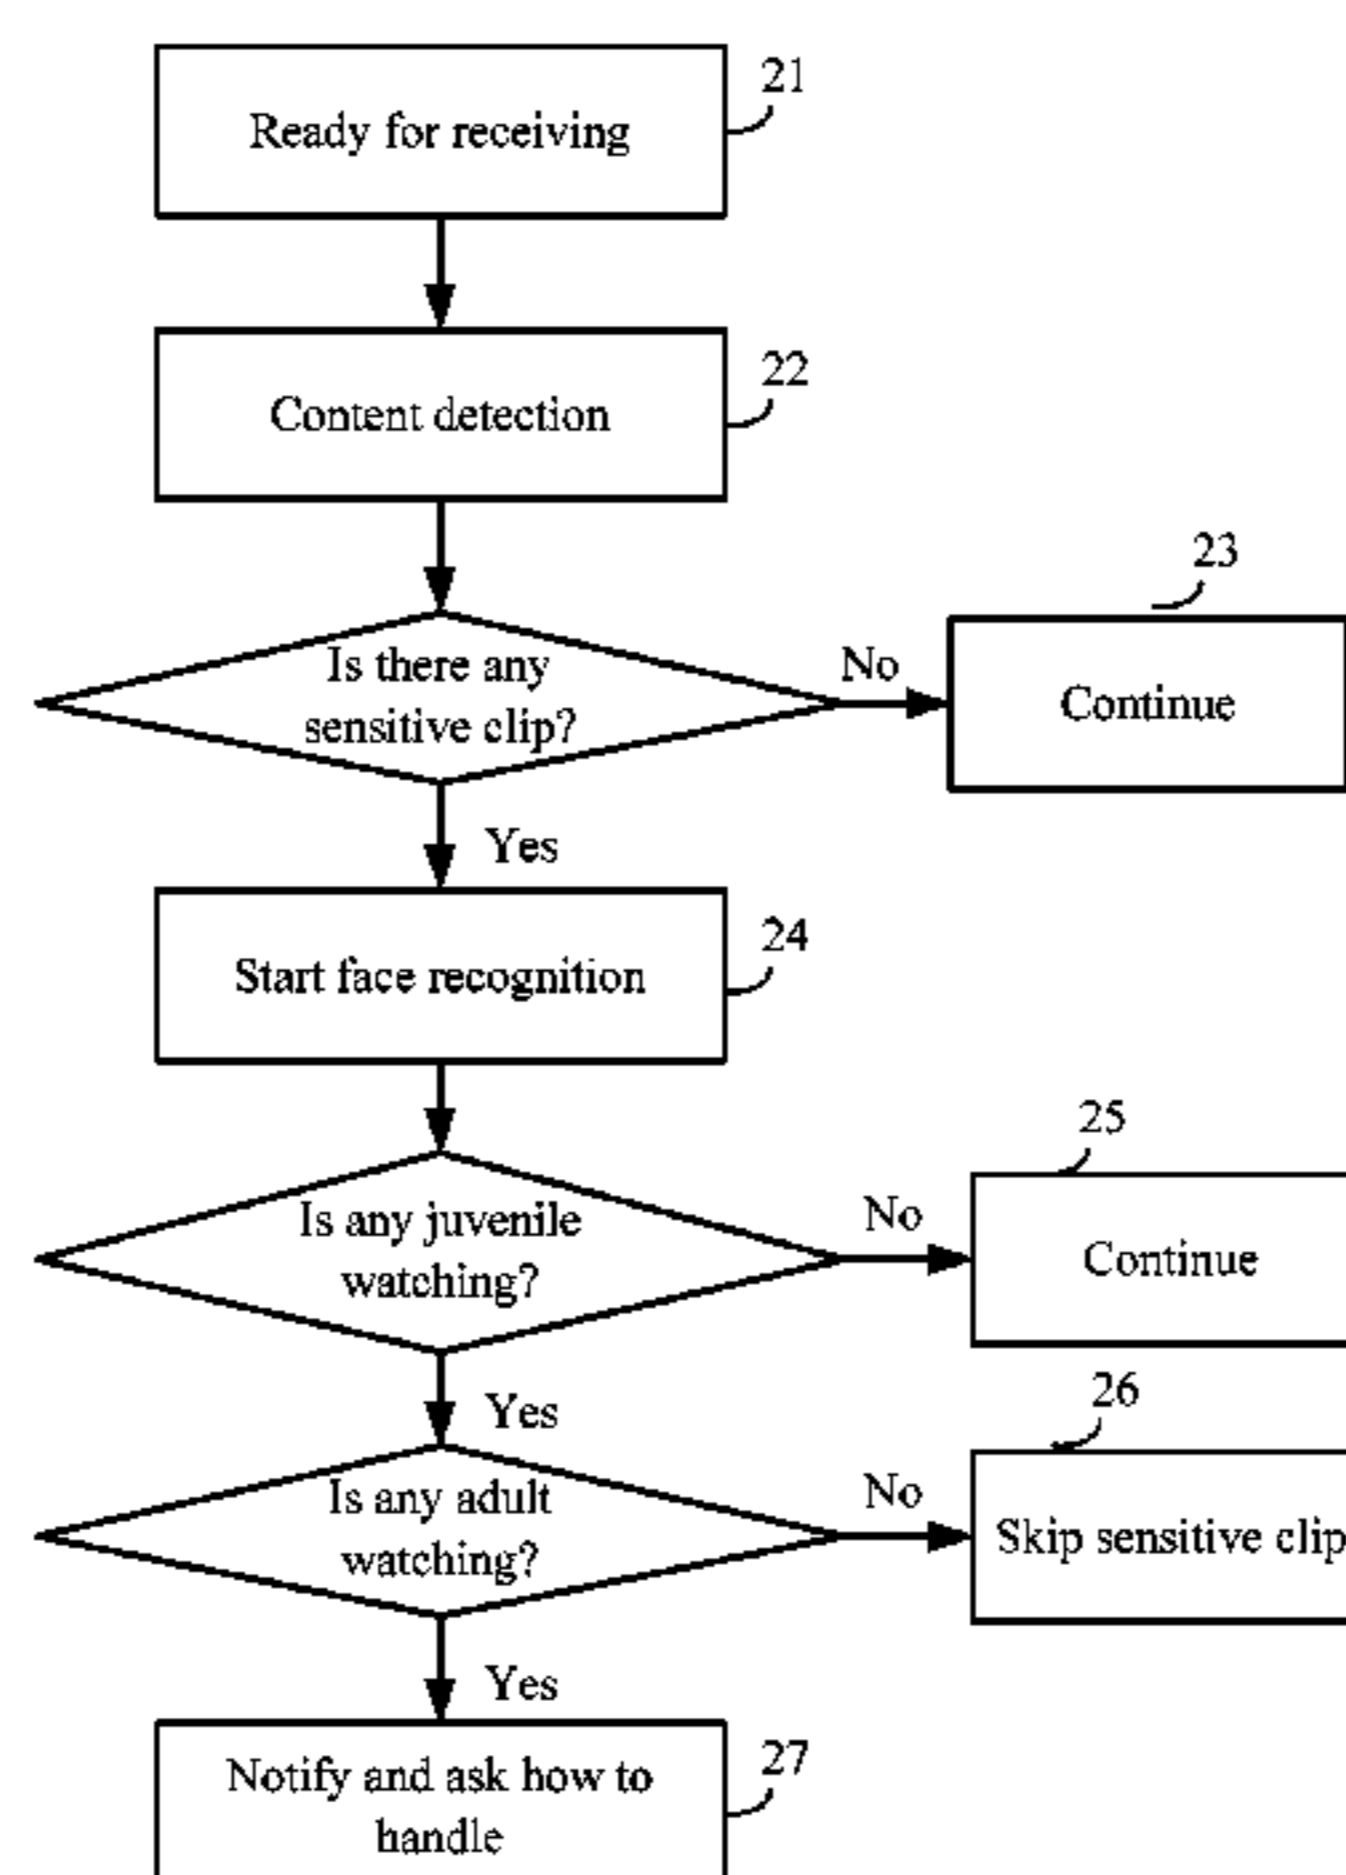 21
Ready for receiving
22
Content detection
23
Is there any
sensitive clip?
No
Continue
Yes
24
Start face recognition
25
Is any juvenile
watching?
No
Continue
Yes
26
Is any adult
watching?
No
Skip sensitive clip
Yes
27
Notify and ask how to
handle